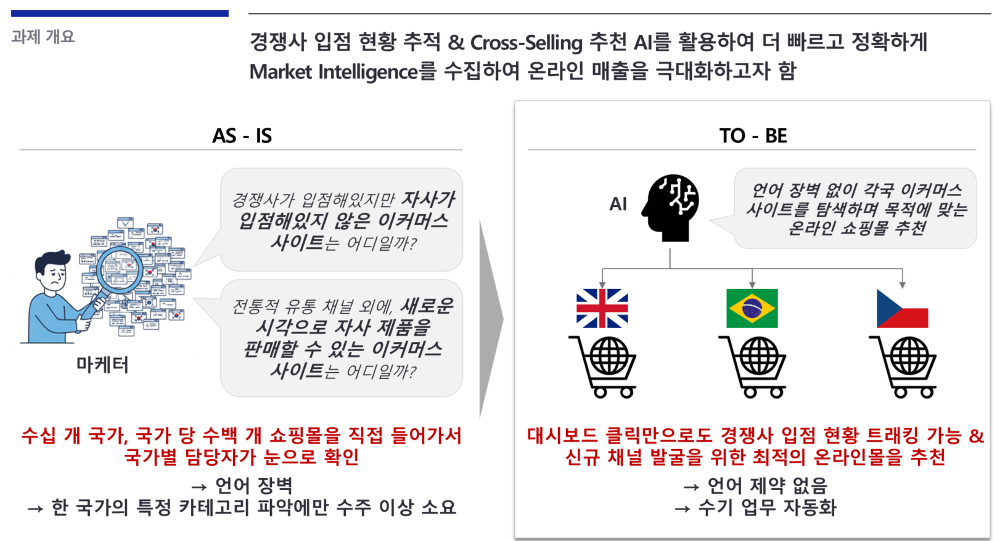 과제 개요
경쟁사 입점 현황 추적 & Cross-Selling 추천 AI를 활용하여 더 빠르고 정확하게
Market Intelligence를 수집하여 온라인 매출을 극대화하고자 함
AS - IS
경쟁사가 입점해있지만 자사가
입점해있지 않은 이커머스
사이트는 어디일까?
전통적 유통 채널 외에, 새로운
시각으로 자사 제품을
판매할 수 있는 이커머스
사이트는 어디일까?
마케터
수십 개 국가, 국가 당 수백 개 쇼핑몰을 직접 들어가서
국가별 담당자가 눈으로 확인
→ 언어 장벽
→ 한 국가의 특정 카테고리 파악에만 수주 이상 소요
TO - BE
AI
언어 장벽 없이 각국 이커머스
사이트를 탐색하며 목적에 맞는
온라인 쇼핑몰 추천
대시보드 클릭만으로도 경쟁사 입점 현황 트래킹 가능 &
신규 채널 발굴을 위한 최적의 온라인몰을 추천
→ 언어 제약 없음
→ 수기 업무 자동화